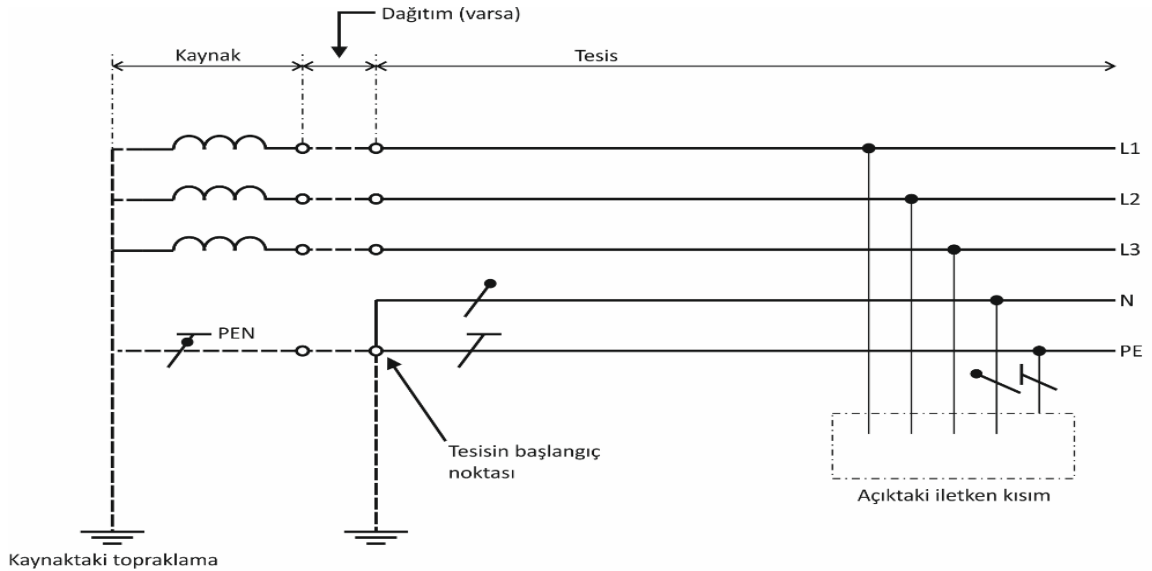 Dağıtım (varsa)
Kaynak
Tesis
L1
L2
L3
N
PEN
PE
Tesisin başlangıç
noktası
Açıktaki iletken kısım
Kaynaktaki topraklama